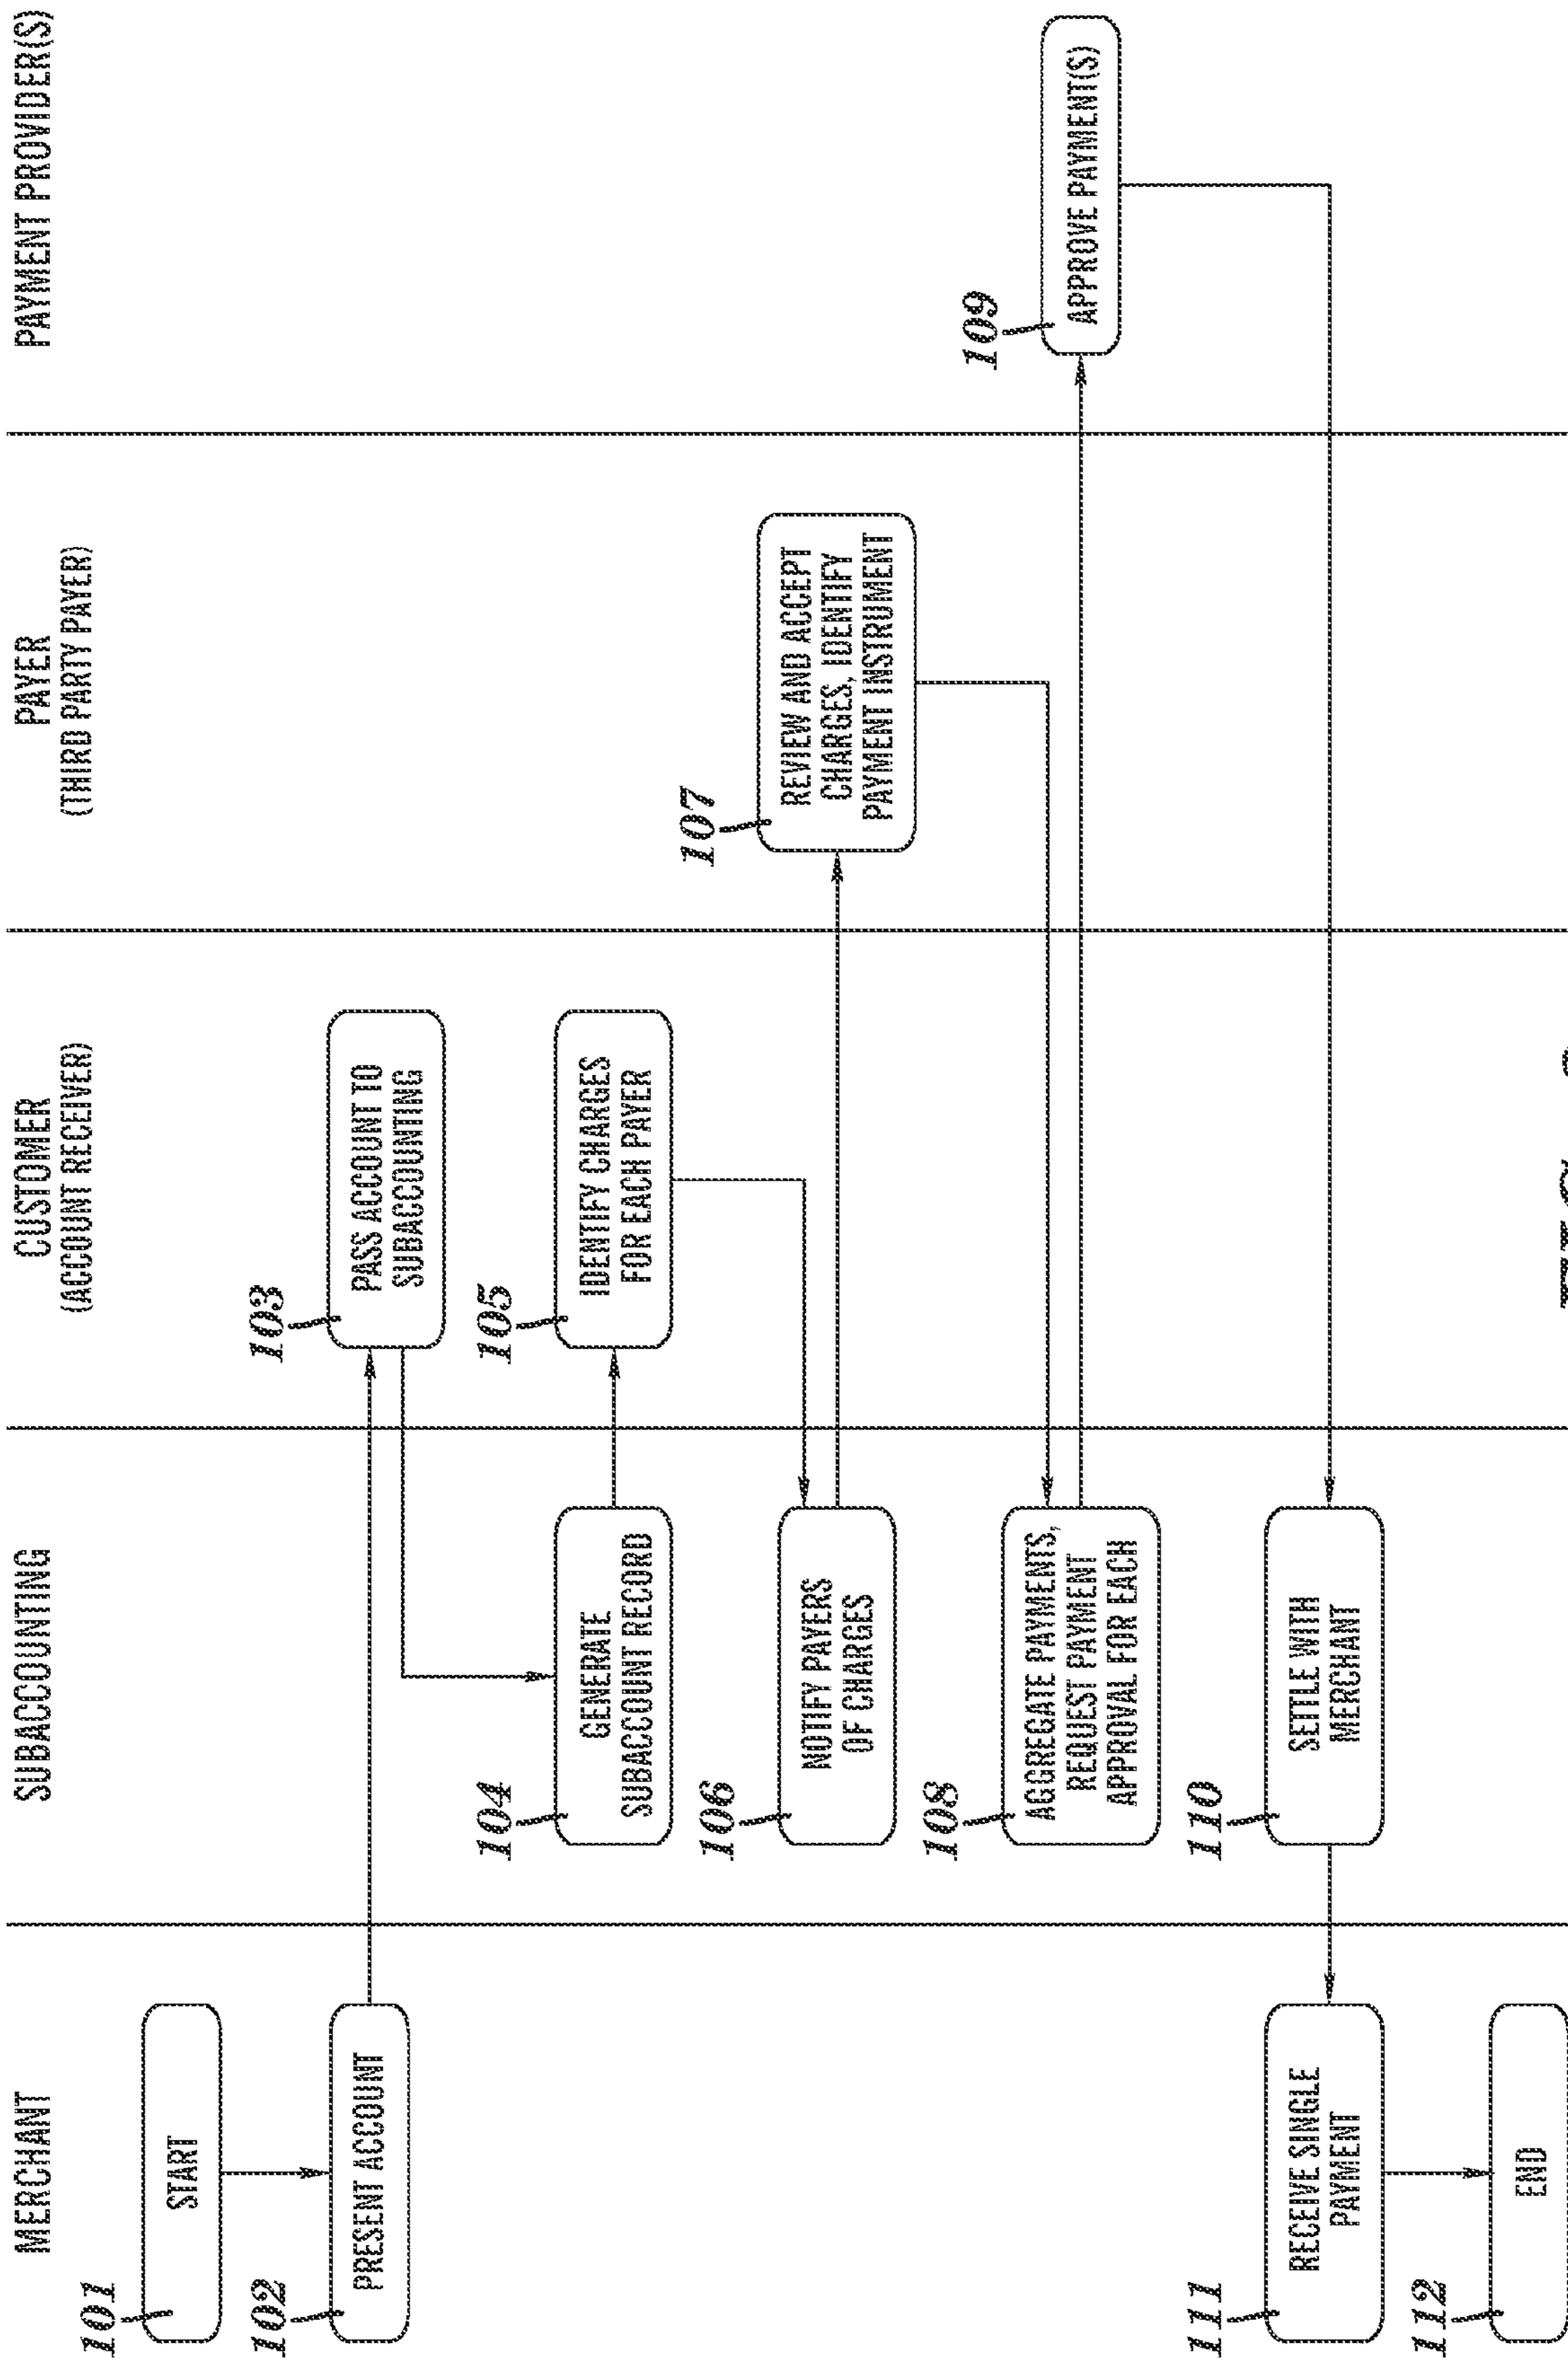 MERCHANT
SUBACCOUNTING
CUSTOMER
(ACCOUNT RECEIVER)
PAYER
(THIRD PARTY PAYER)
PAYMENT PROVIDER(S)
101
START
102
PRESENT ACCOUNT
103
PASS ACCOUNT TO
SUBACCOUNTING
104
GENERATE
SUBACCOUNT RECORD
105
IDENTIFY CHARGES
FOR EACH PAYER
106
NOTIFY PAYERS
OF CHARGES
107
REVIEW AND ACCEPT
CHARGES, IDENTIFY
PAYMENT INSTRUMENT
108
AGGREGATE PAYMENTS,
REQUEST PAYMENT
APPROVAL FOR EACH
109
APPROVE PAYMENT(S)
110
SETTLE WITH
MERCHANT
111
RECEIVE SINGLE
PAYMENT
112
END